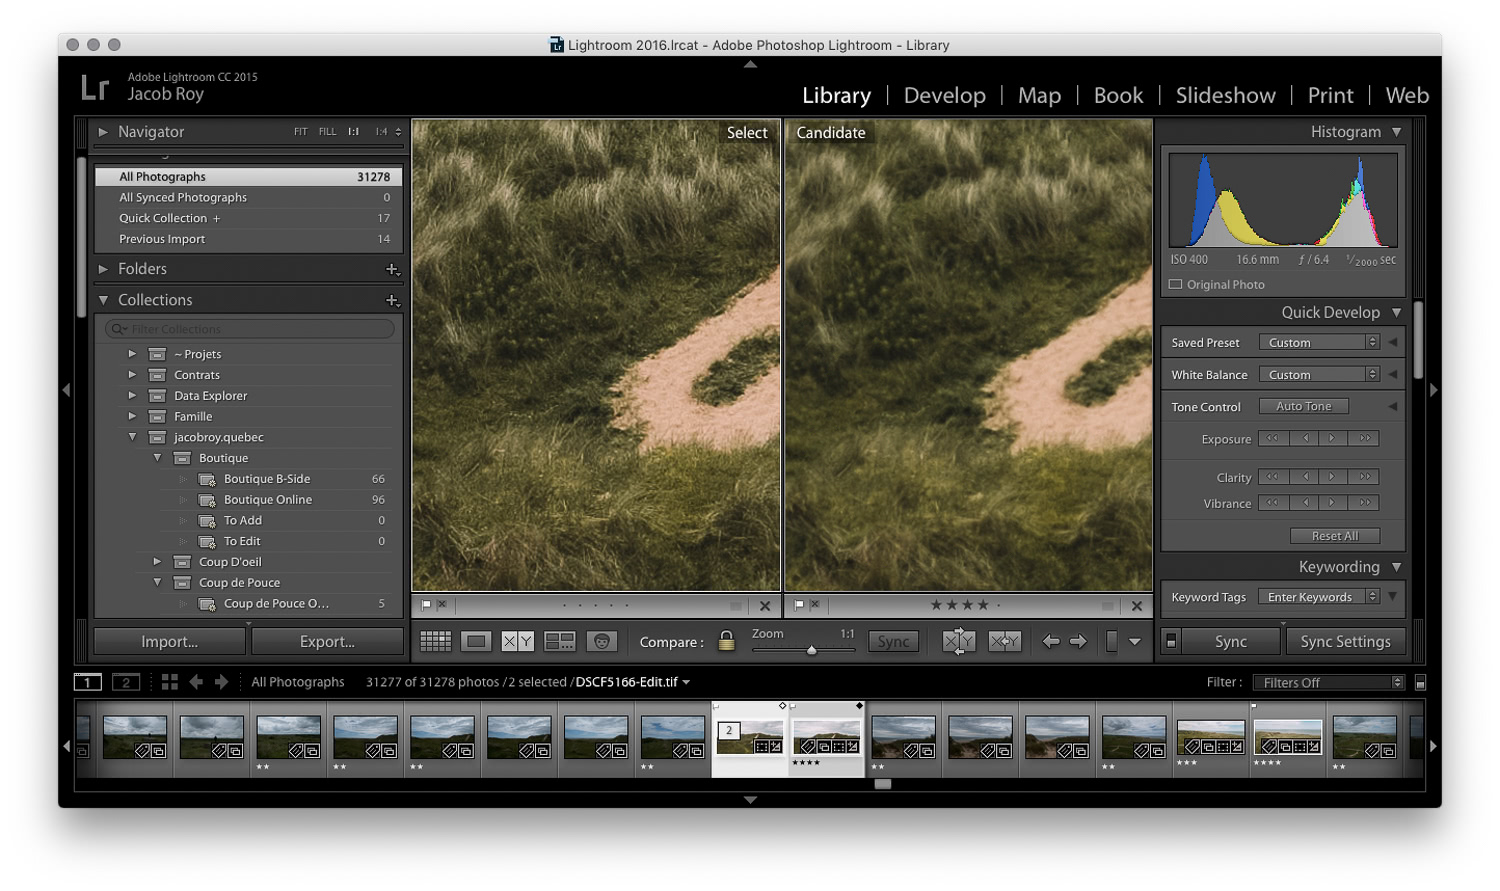 Lightroom 2016.lrcat - Adobe Photoshop Lightroom - Library
Lr
Adobe Lightroom CC 2015
Jacob Roy
Library | Develop | Map | Book | Slideshow | Print | Web
Navigator FIT FILL 1:1 1:4
All Photographs 31278
All Synced Photographs 0
Quick Collection + 17
Previous Import 14
Folders
Collections
Filter Collections
~ Projets
Contrats
Data Explorer
Famille
jacobroy.quebec
Boutique
Boutique B-Side 66
Boutique Online 96
To Add 0
To Edit 0
Coup D'oeil
Coup de Pouce
Coup de Pouce O... 5
Import... Export...
Select
Candidate
Histogram
ISO 400 16.6 mm ƒ / 6.4 1/2000 sec
Original Photo
Quick Develop
Saved Preset Custom
White Balance Custom
Tone Control Auto Tone
Exposure
Clarity
Vibrance
Reset All
Keywording
Keyword Tags Enter Keywords
Sync Sync Settings
X Y Compare : Zoom 1:1 Sync X Y X Y
1 2 All Photographs 31277 of 31278 photos /2 selected /DSCF5166-Edit.tif
Filter : Filters Off
2